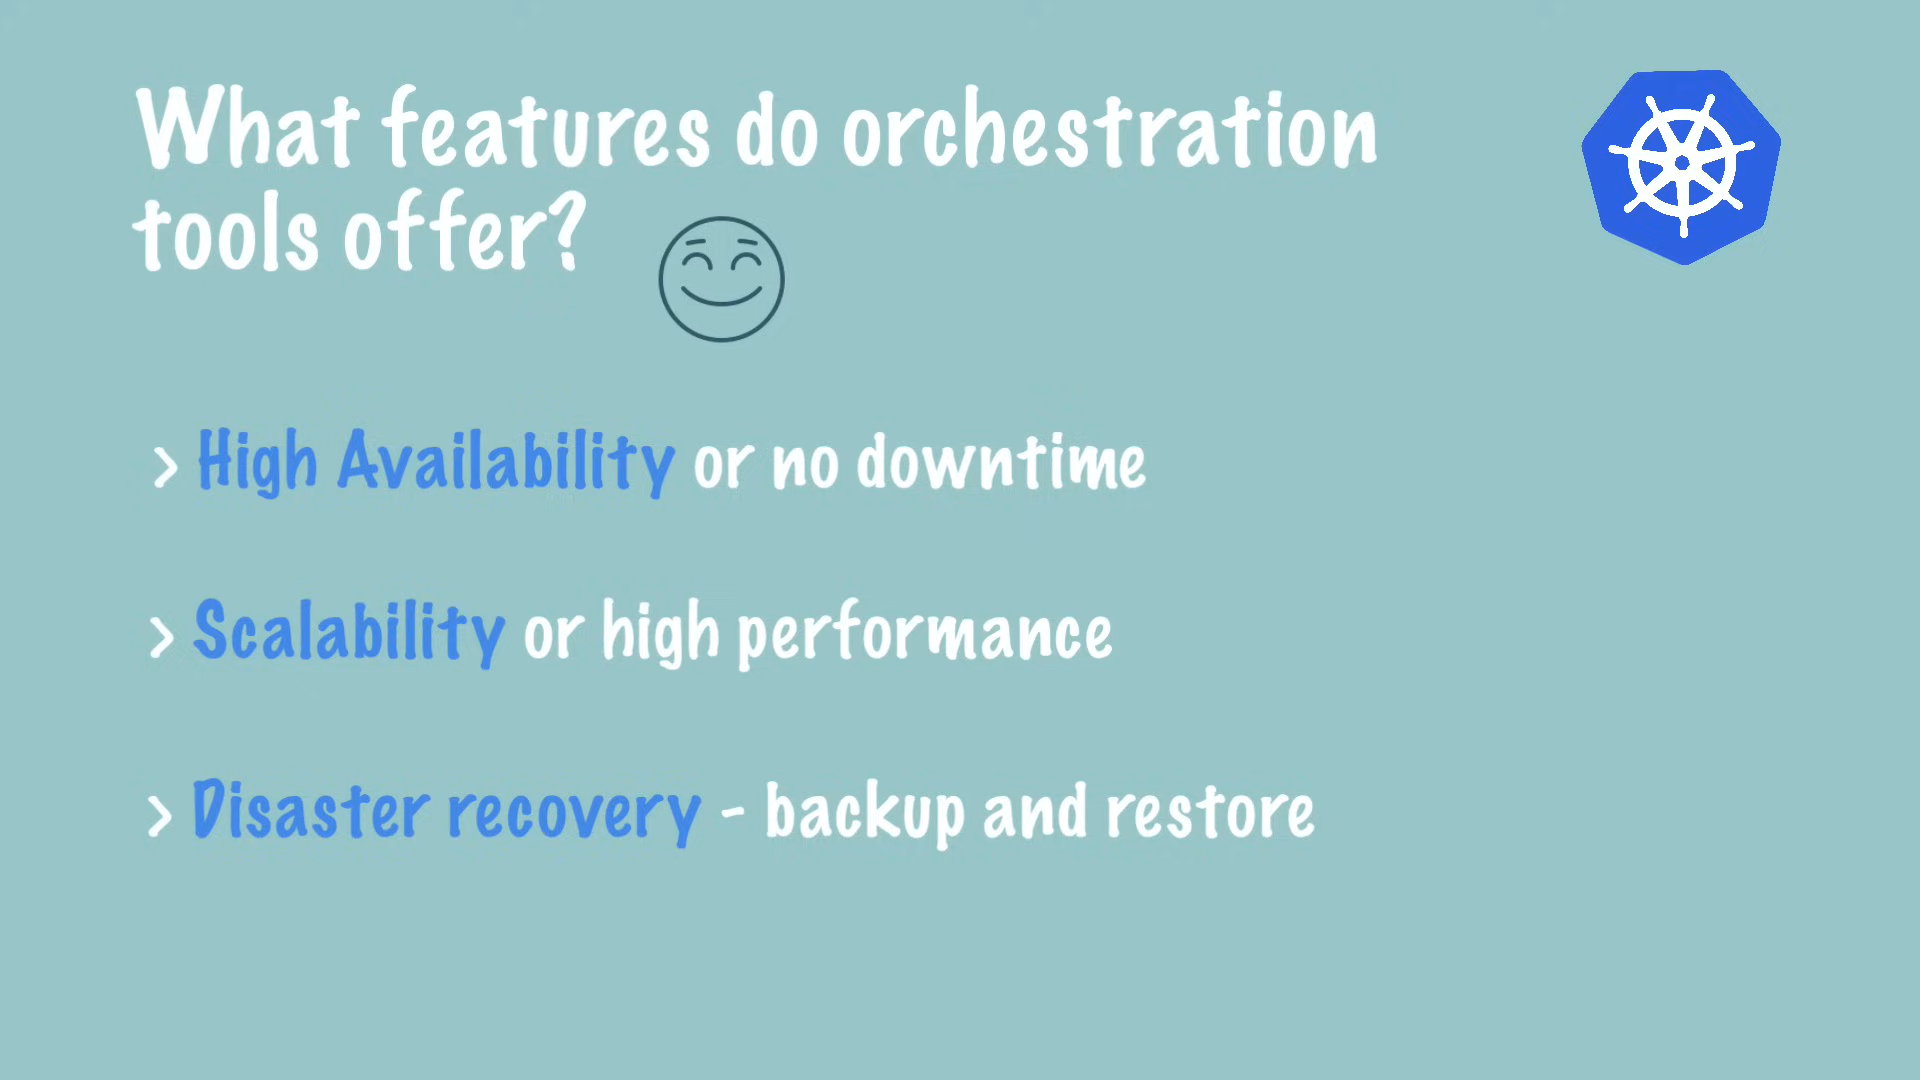 What features do orchestration
tools offer?
> High Availability or no downtime
> Scalability or high performance
> Disaster recovery - backup and restore